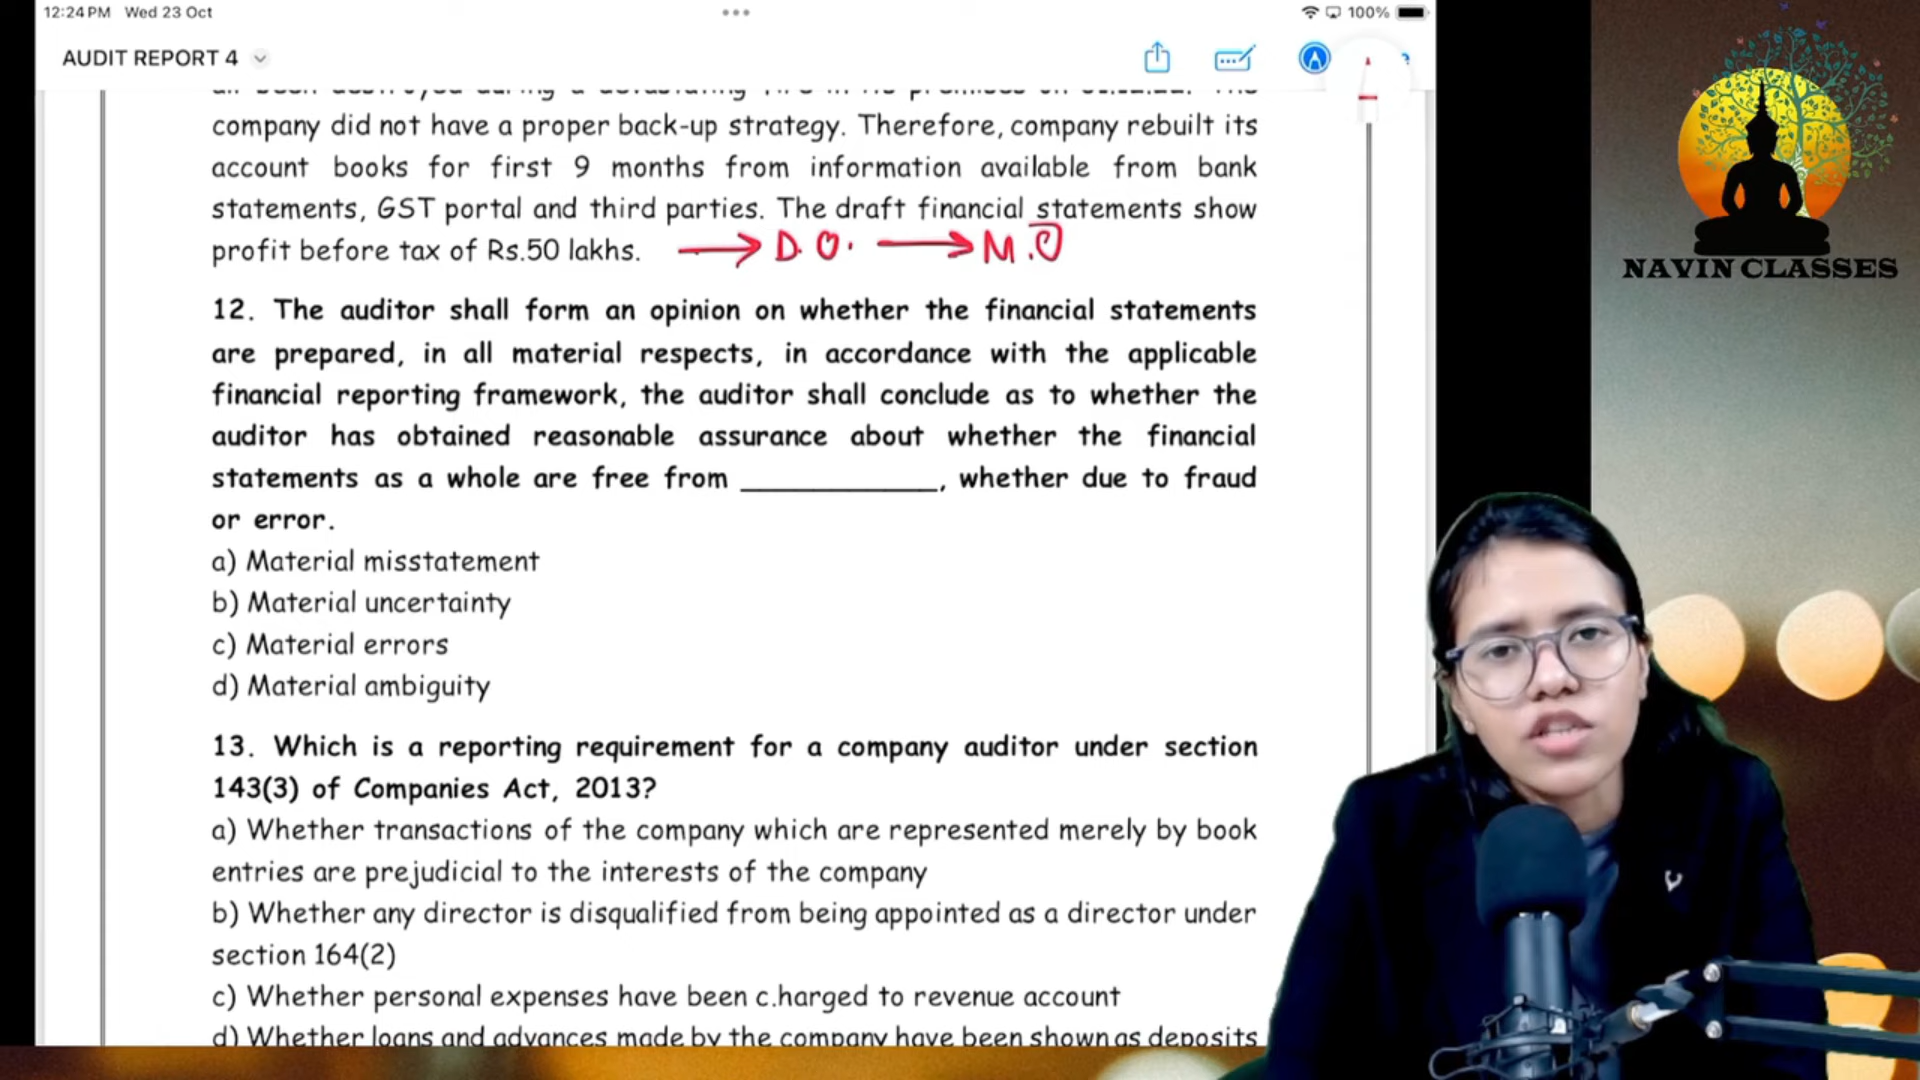 12:24 PM Wed 23 Oct
100%
AUDIT REPORT 4
company did not have a proper back-up strategy. Therefore, company rebuilt its
account books for first 9 months from information available from bank
statements, GST portal and third parties. The draft financial statements show
profit before tax of Rs.50 lakhs. D.O. M.O
12. The auditor shall form an opinion on whether the financial statements
are prepared, in all material respects, in accordance with the applicable
financial reporting framework, the auditor shall conclude as to whether the
auditor has obtained reasonable assurance about whether the financial
statements as a whole are free from ____________, whether due to fraud
or error.
a) Material misstatement
b) Material uncertainty
c) Material errors
d) Material ambiguity
13. Which is a reporting requirement for a company auditor under section
143(3) of Companies Act, 2013?
a) Whether transactions of the company which are represented merely by book
entries are prejudicial to the interests of the company
b) Whether any director is disqualified from being appointed as a director under
section 164(2)
c) Whether personal expenses have been c.harged to revenue account
d) Whether loans and advances made by the company have been shown as deposits
NAVIN CLASSES